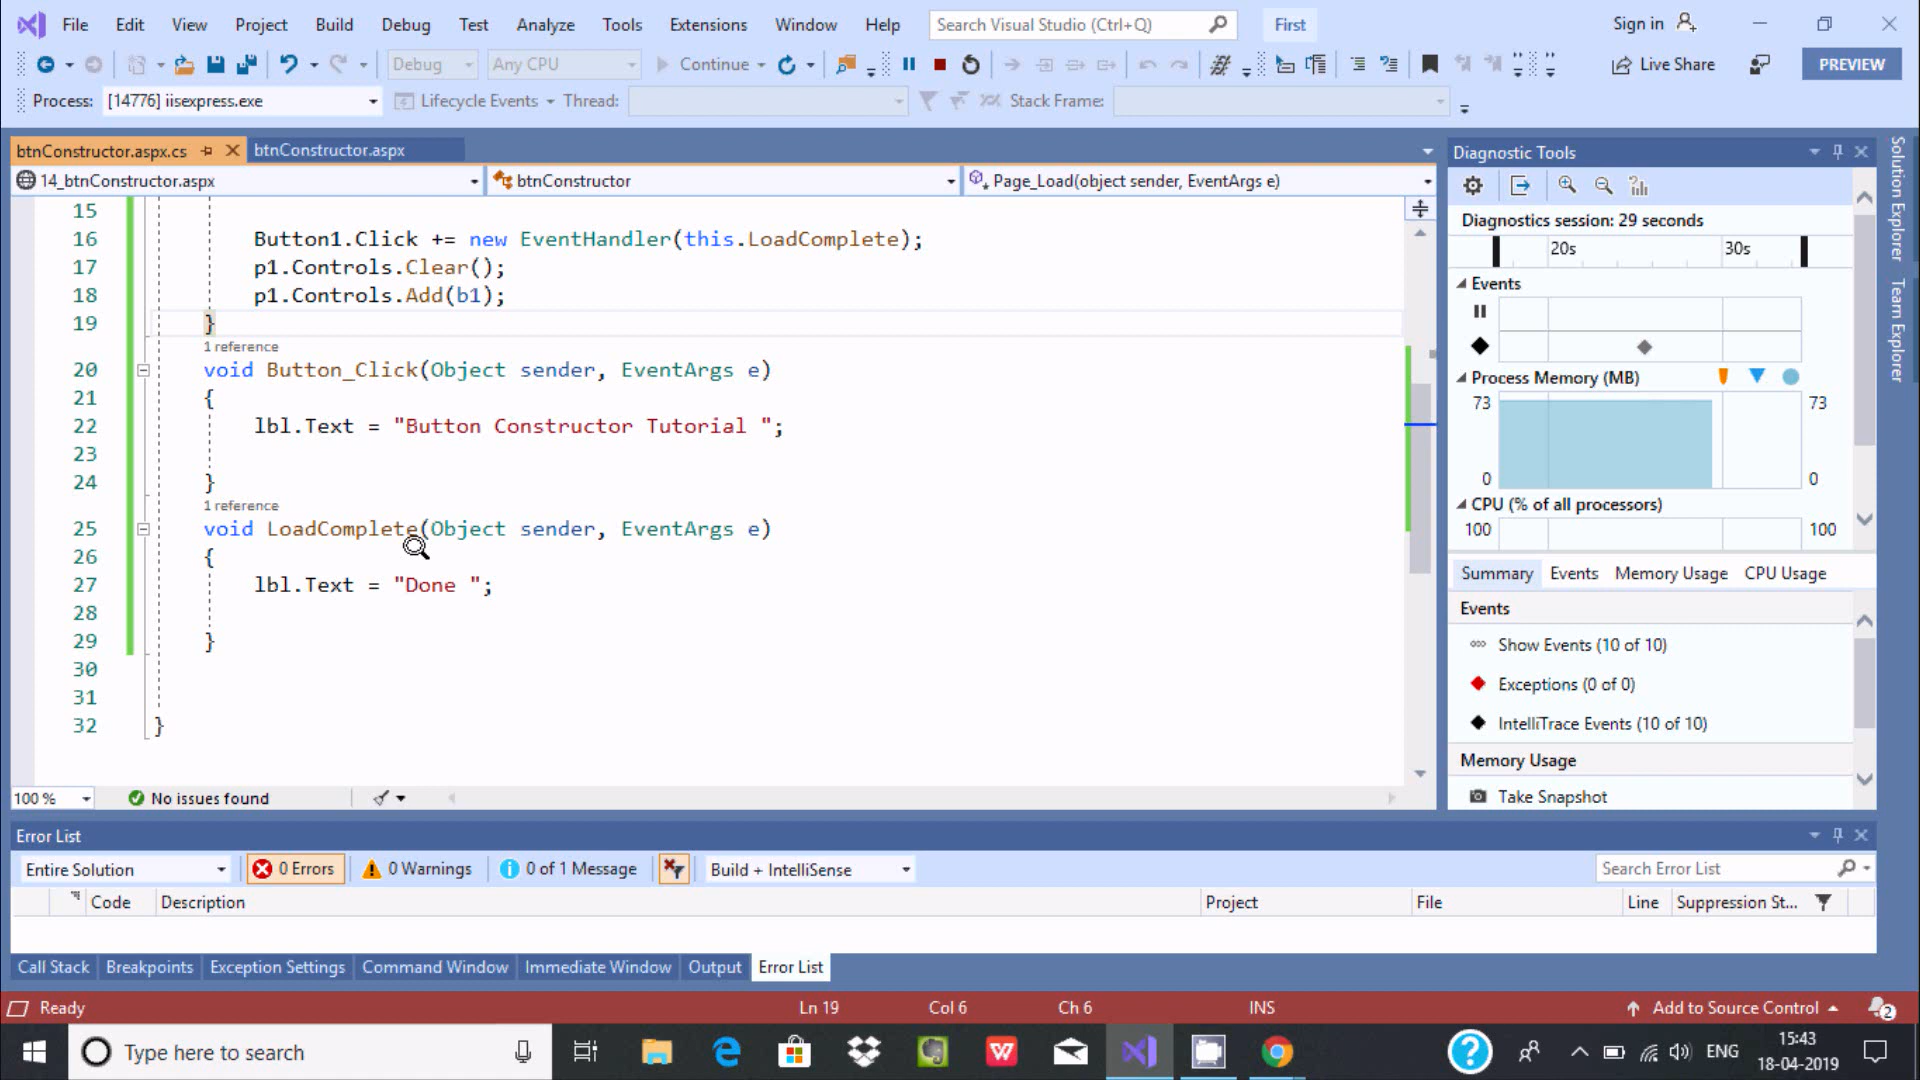 File Edit View Project Build Debug Test Analyze Tools Extensions Window Help Search Visual Studio (Ctrl+Q) First Sign in
Debug Any CPU Continue Live Share PREVIEW
Process: [14776] iisexpress.exe Lifecycle Events Thread: Stack Frame:
btnConstructor.aspx.cs btnConstructor.aspx
14_btnConstructor.aspx btnConstructor Page_Load(object sender, EventArgs e)
15
16 Button1.Click += new EventHandler(this.LoadComplete);
17 p1.Controls.Clear();
18 p1.Controls.Add(b1);
19 }
1 reference
20 void Button_Click(Object sender, EventArgs e)
21 {
22 lbl.Text = "Button Constructor Tutorial ";
23
24 }
1 reference
25 void LoadComplete(Object sender, EventArgs e)
26 {
27 lbl.Text = "Done ";
28
29 }
30
31
32 }
100 % No issues found
Diagnostic Tools
Diagnostics session: 29 seconds
20s 30s
Events
Process Memory (MB)
73 73
0 0
CPU (% of all processors)
100 100
Summary Events Memory Usage CPU Usage
Events
Show Events (10 of 10)
Exceptions (0 of 0)
IntelliTrace Events (10 of 10)
Memory Usage
Take Snapshot
Solution Explorer
Team Explorer
Error List
Entire Solution 0 Errors 0 Warnings 0 of 1 Message Build + IntelliSense Search Error List
Code Description Project File Line Suppression St...
Call Stack Breakpoints Exception Settings Command Window Immediate Window Output Error List
Ready Ln 19 Col 6 Ch 6 INS Add to Source Control 2
Type here to search ENG 15:43
18-04-2019